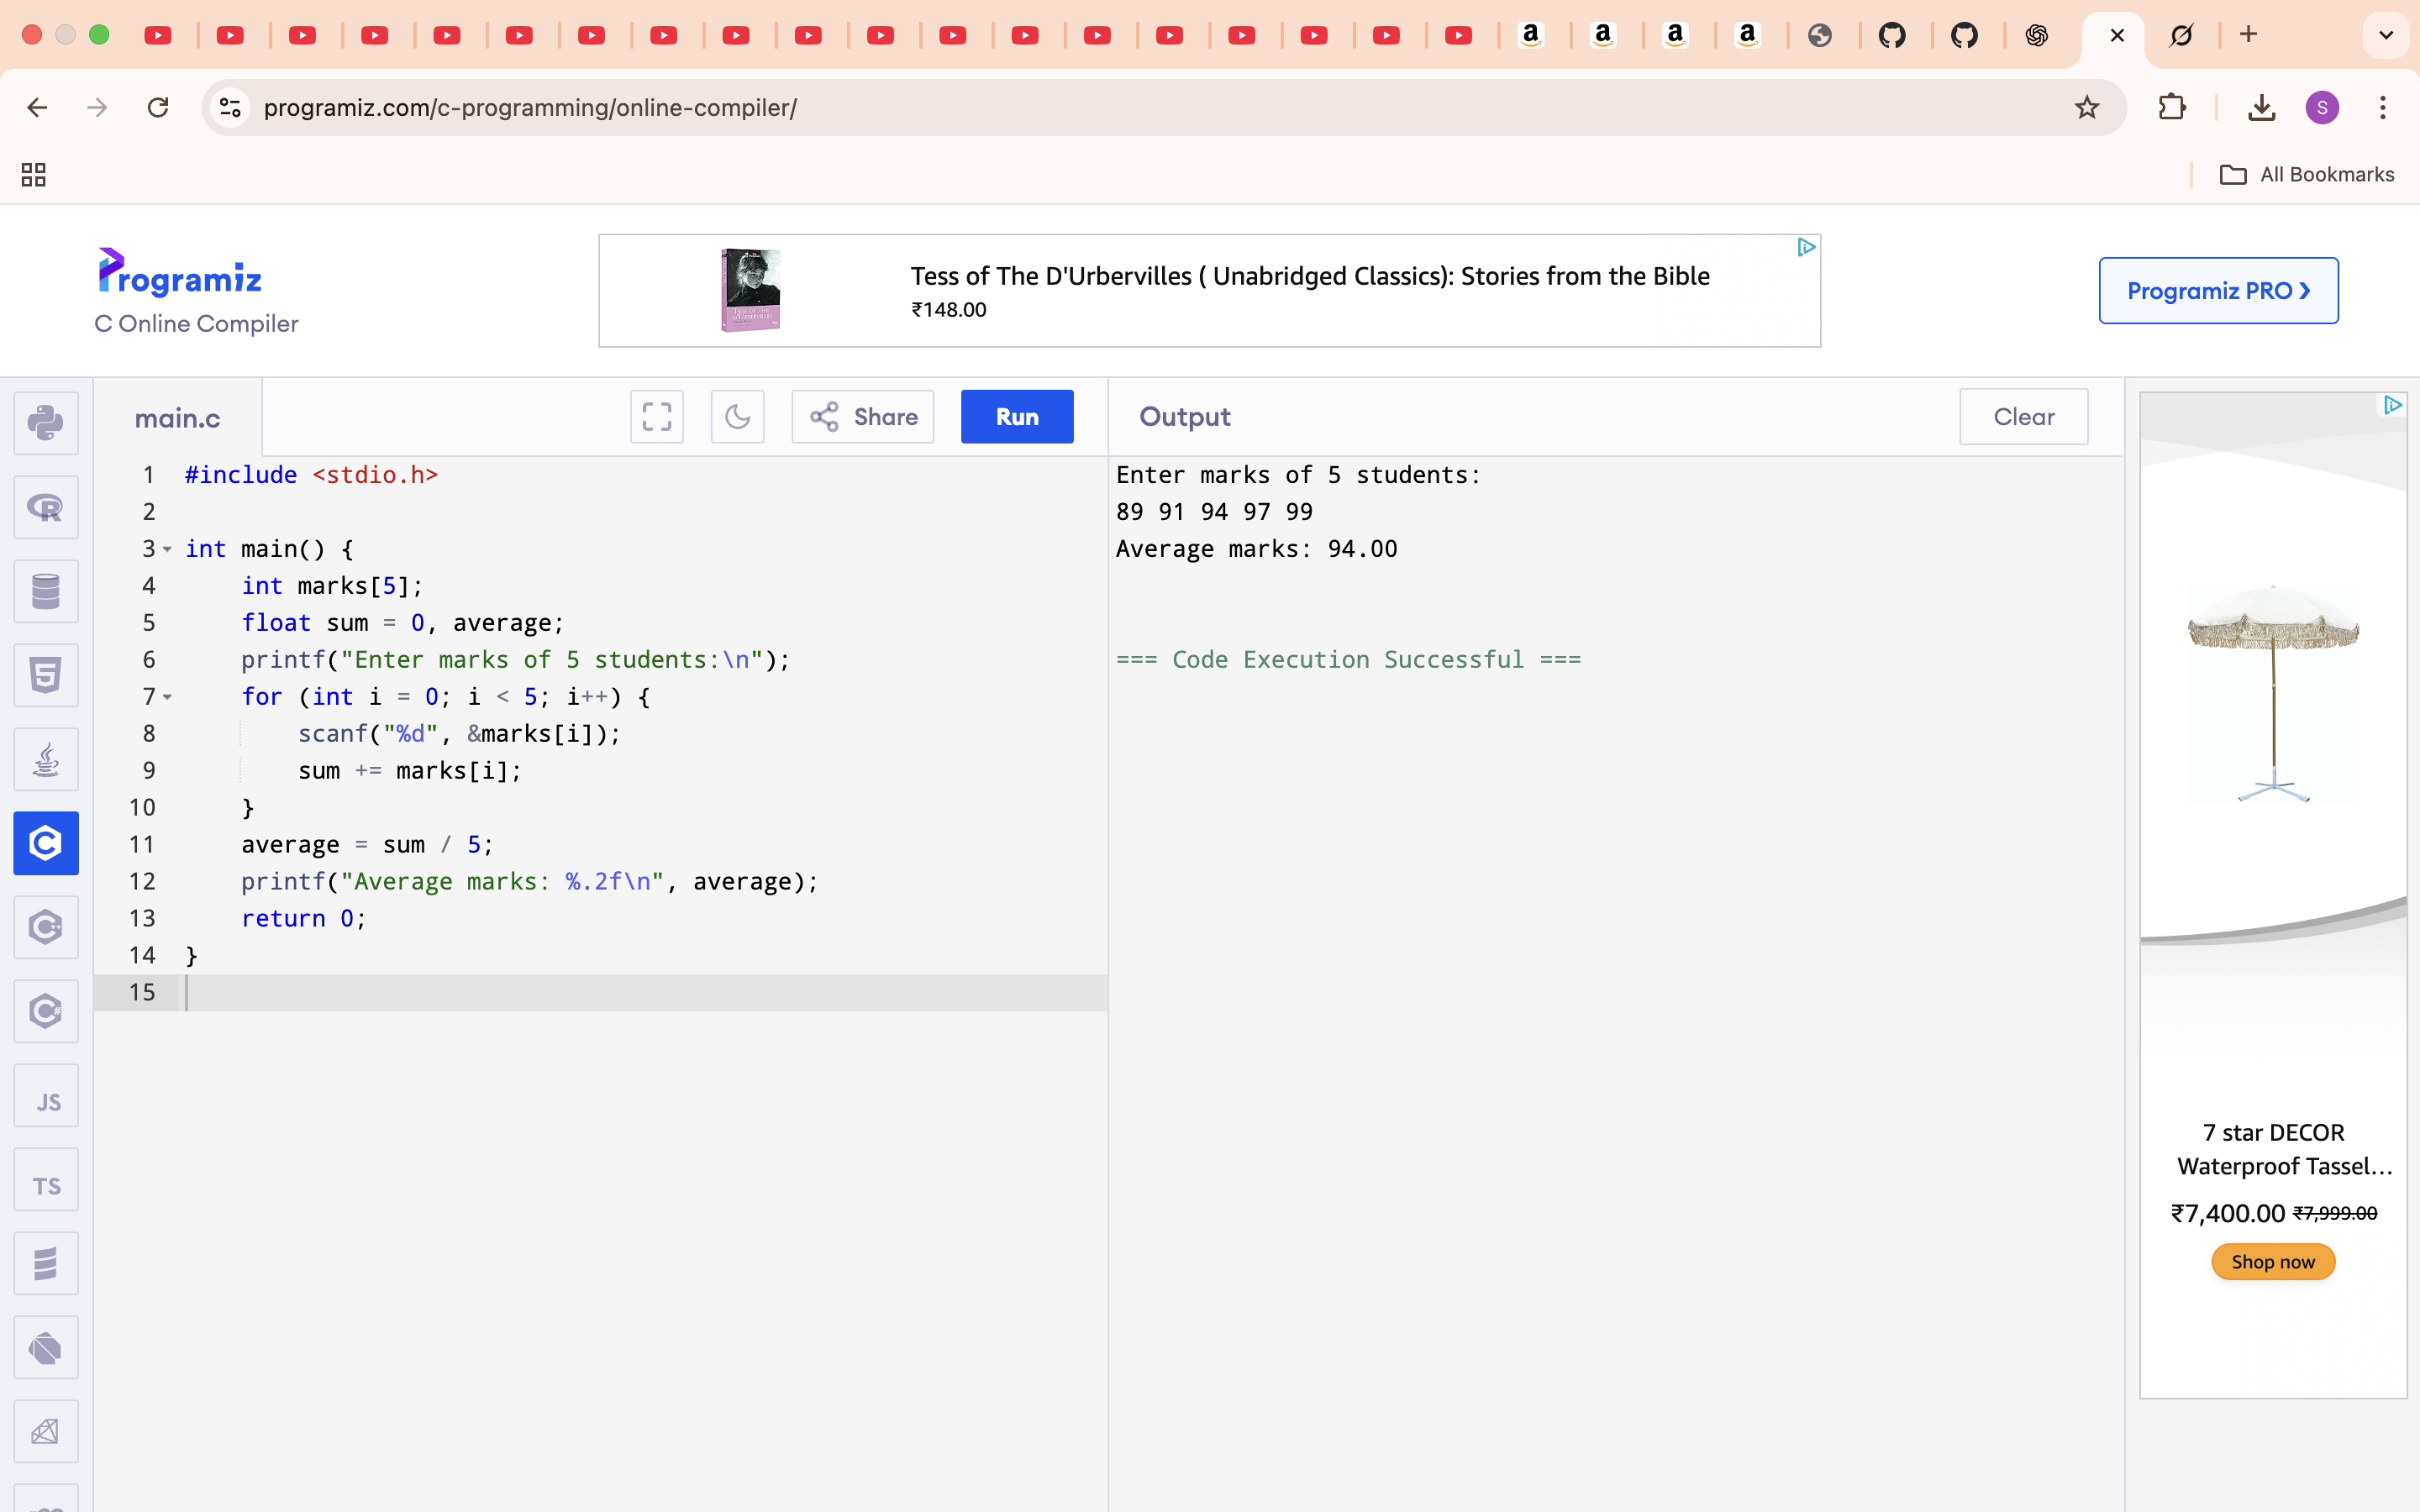 programiz.com/c-programming/online-compiler/
S
All Bookmarks
Programiz
C Online Compiler
Tess of The D'Urbervilles ( Unabridged Classics): Stories from the Bible
₹148.00
Programiz PRO ❯
main.c
Share
Run
Output
Clear
1 #include <stdio.h>
2
3 int main() {
4 int marks[5];
5 float sum = 0, average;
6 printf("Enter marks of 5 students:\n");
7 for (int i = 0; i < 5; i++) {
8 scanf("%d", &marks[i]);
9 sum += marks[i];
10 }
11 average = sum / 5;
12 printf("Average marks: %.2f\n", average);
13 return 0;
14 }
15
Enter marks of 5 students:
89 91 94 97 99
Average marks: 94.00
=== Code Execution Successful ===
JS
TS
7 star DECOR
Waterproof Tassel...
₹7,400.00 ₹7,999.00
Shop now